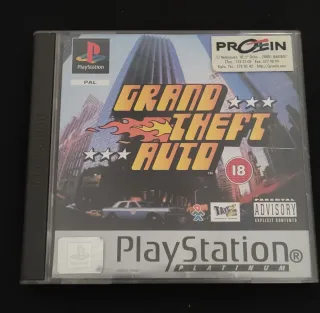 PlayStation
PAL
PROEIN
GRAND
THEFT
AUTO
18
PARENTAL
ADVISORY
EXPLICIT CONTENT
PlayStation®
PLATINUM